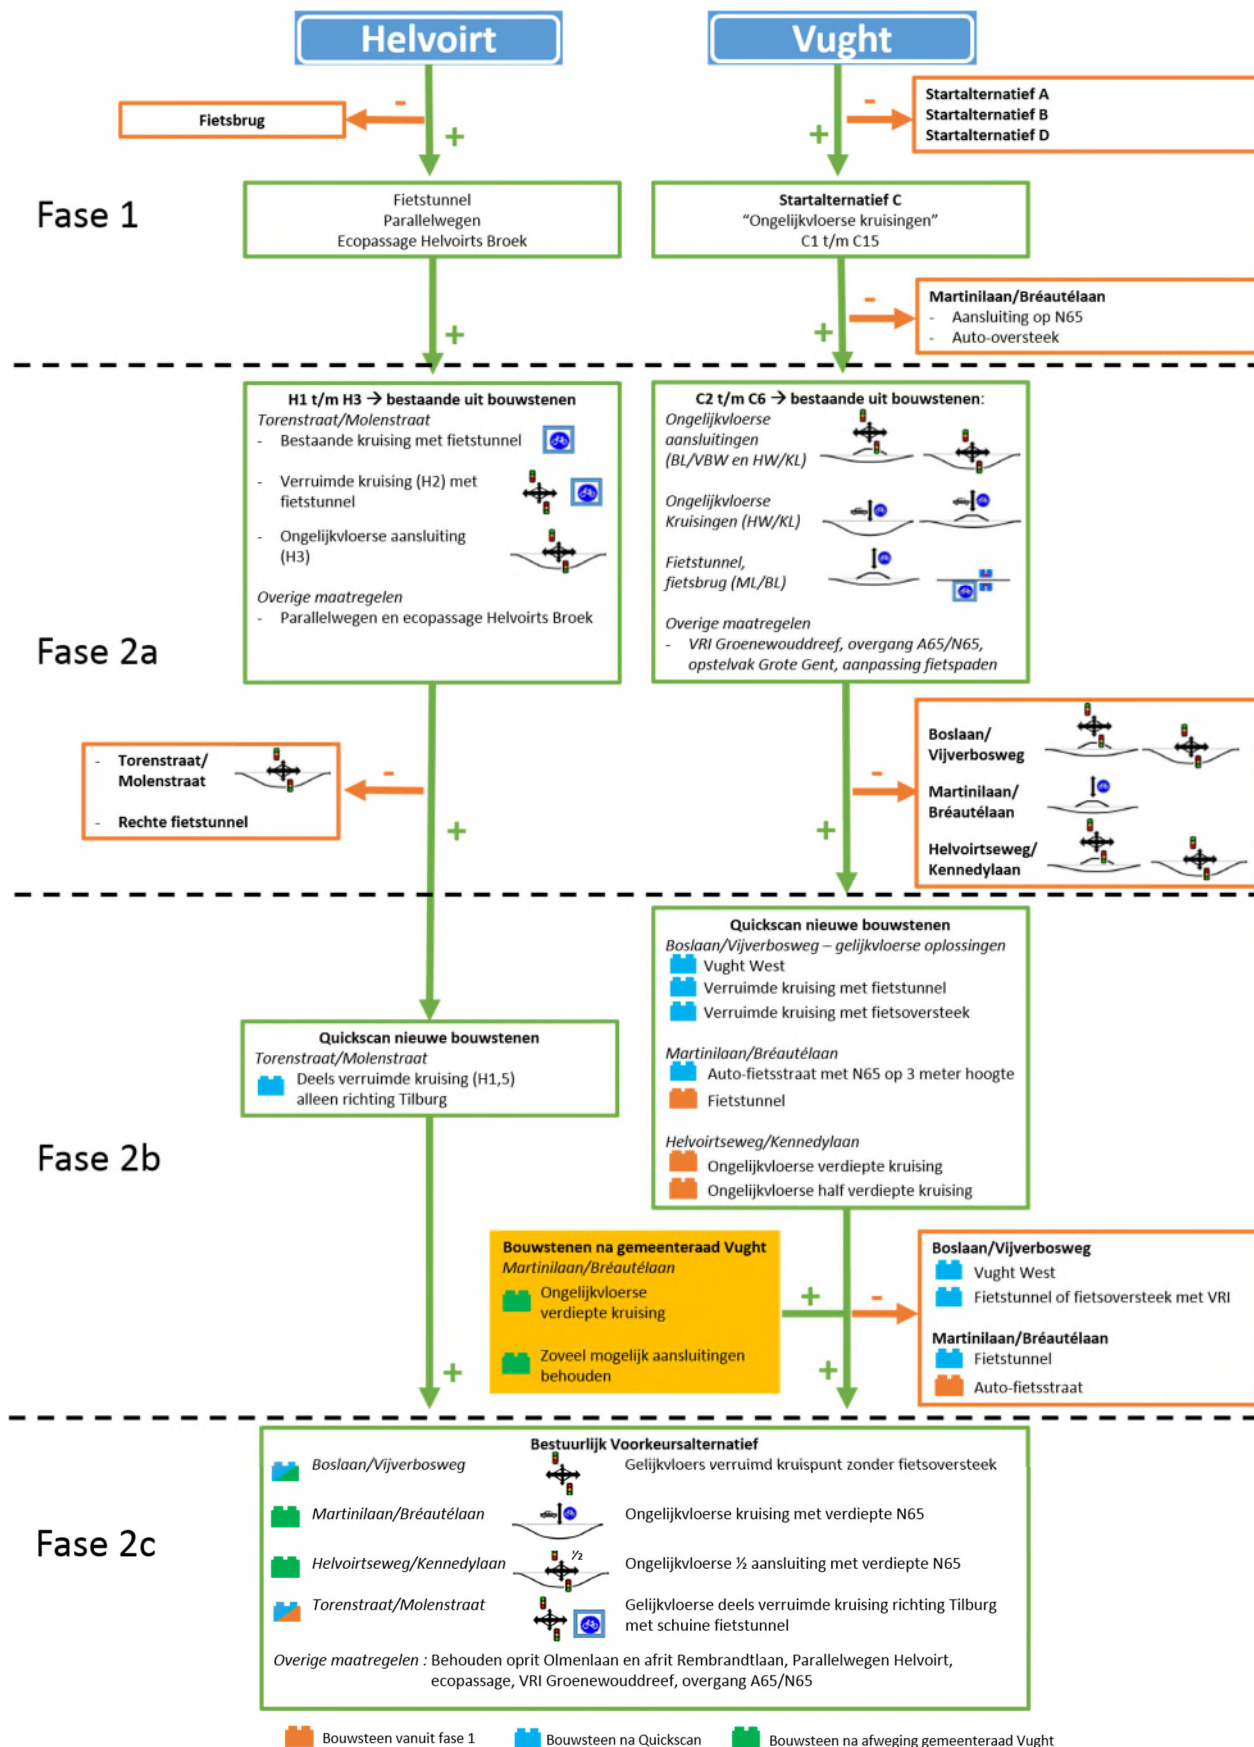 Helvoirt
Vught
Fietsbrug
-
+
-
+
Startalternatief A
Startalternatief B
Startalternatief D
Fase 1
Fietstunnel
Parallelwegen
Ecopassage Helvoirts Broek
Startalternatief C
“Ongelijkvloerse kruisingen”
C1 t/m C15
+
-
+
Martinilaan/Bréautélaan
- Aansluiting op N65
- Auto-oversteek
Fase 2a
H1 t/m H3 → bestaande uit bouwstenen
Torenstraat/Molenstraat
- Bestaande kruising met fietstunnel
- Verruimde kruising (H2) met
fietstunnel
- Ongelijkvloerse aansluiting
(H3)
Overige maatregelen
- Parallelwegen en ecopassage Helvoirts Broek
C2 t/m C6 → bestaande uit bouwstenen:
Ongelijkvloerse
aansluitingen
(BL/VBW en HW/KL)
Ongelijkvloerse
Kruisingen (HW/KL)
Fietstunnel,
fietsbrug (ML/BL)
Overige maatregelen
- VRI Groenewouddreef, overgang A65/N65,
opstelvak Grote Gent, aanpassing fietspaden
- Torenstraat/
Molenstraat
- Rechte fietstunnel
-
+
-
+
Boslaan/
Vijverbosweg
Martinilaan/
Bréautélaan
Helvoirtseweg/
Kennedylaan
Fase 2b
Quickscan nieuwe bouwstenen
Torenstraat/Molenstraat
Deels verruimde kruising (H1,5)
alleen richting Tilburg
Quickscan nieuwe bouwstenen
Boslaan/Vijverbosweg – gelijkvloerse oplossingen
Vught West
Verruimde kruising met fietstunnel
Verruimde kruising met fietsoversteek
Martinilaan/Bréautélaan
Auto-fietsstraat met N65 op 3 meter hoogte
Fietstunnel
Helvoirtseweg/Kennedylaan
Ongelijkvloerse verdiepte kruising
Ongelijkvloerse half verdiepte kruising
Bouwstenen na gemeenteraad Vught
Martinilaan/Bréautélaan
Ongelijkvloerse
verdiepte kruising
Zoveel mogelijk aansluitingen
behouden
+
+
-
+
Boslaan/Vijverbosweg
Vught West
Fietstunnel of fietsoversteek met VRI
Martinilaan/Bréautélaan
Fietstunnel
Auto-fietsstraat
Fase 2c
Bestuurlijk Voorkeursalternatief
Boslaan/Vijverbosweg Gelijkvloers verruimd kruispunt zonder fietsoversteek
Martinilaan/Bréautélaan Ongelijkvloerse kruising met verdiepte N65
Helvoirtseweg/Kennedylaan ½ Ongelijkvloerse ½ aansluiting met verdiepte N65
Torenstraat/Molenstraat Gelijkvloerse deels verruimde kruising richting Tilburg
met schuine fietstunnel
Overige maatregelen : Behouden oprit Olmenlaan en afrit Rembrandtlaan, Parallelwegen Helvoirt,
ecopassage, VRI Groenewouddreef, overgang A65/N65
Bouwsteen vanuit fase 1 Bouwsteen na Quickscan Bouwsteen na afweging gemeenteraad Vught